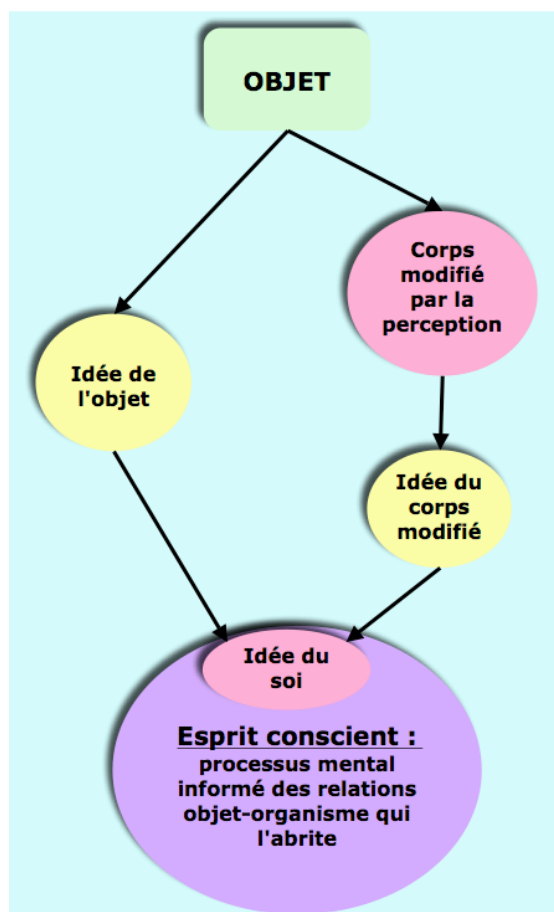 OBJET
Corps
modifié
par la
perception
Idée de
l'objet
Idée du
corps
modifié
Idée du
soi
Esprit conscient :
processus mental
informé des relations
objet-organisme qui
l'abrite